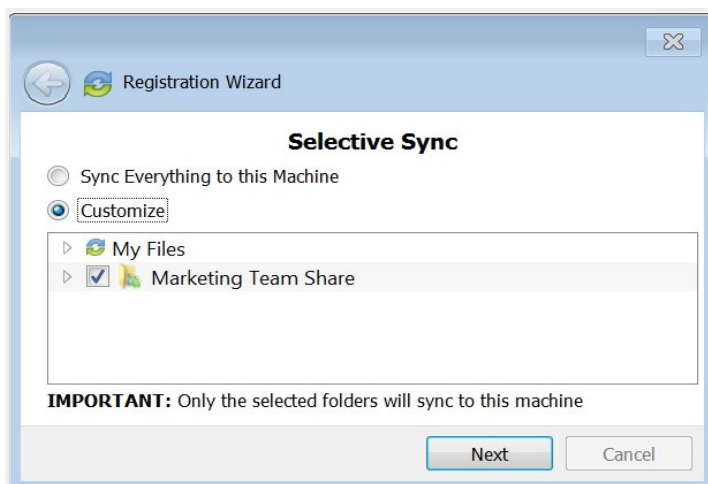 Registration Wizard
Selective Sync
Sync Everything to this Machine
Customize
My Files
Marketing Team Share
IMPORTANT: Only the selected folders will sync to this machine
Next Cancel